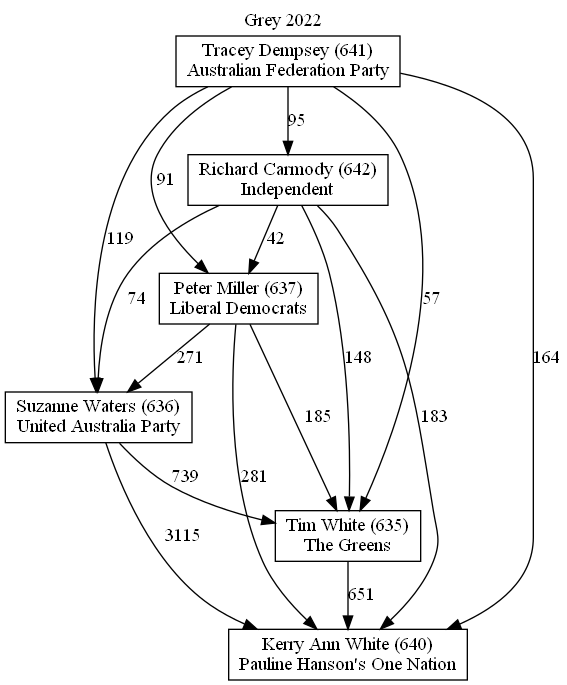 Grey 2022
Tracey Dempsey (641)
Australian Federation Party
95
Richard Carmody (642)
Independent
91
119
42
74
Peter Miller (637)
Liberal Democrats
57
271
148
164
Suzanne Waters (636)
United Australia Party
185
183
739
281
Tim White (635)
The Greens
3115
651
Kerry Ann White (640)
Pauline Hanson's One Nation